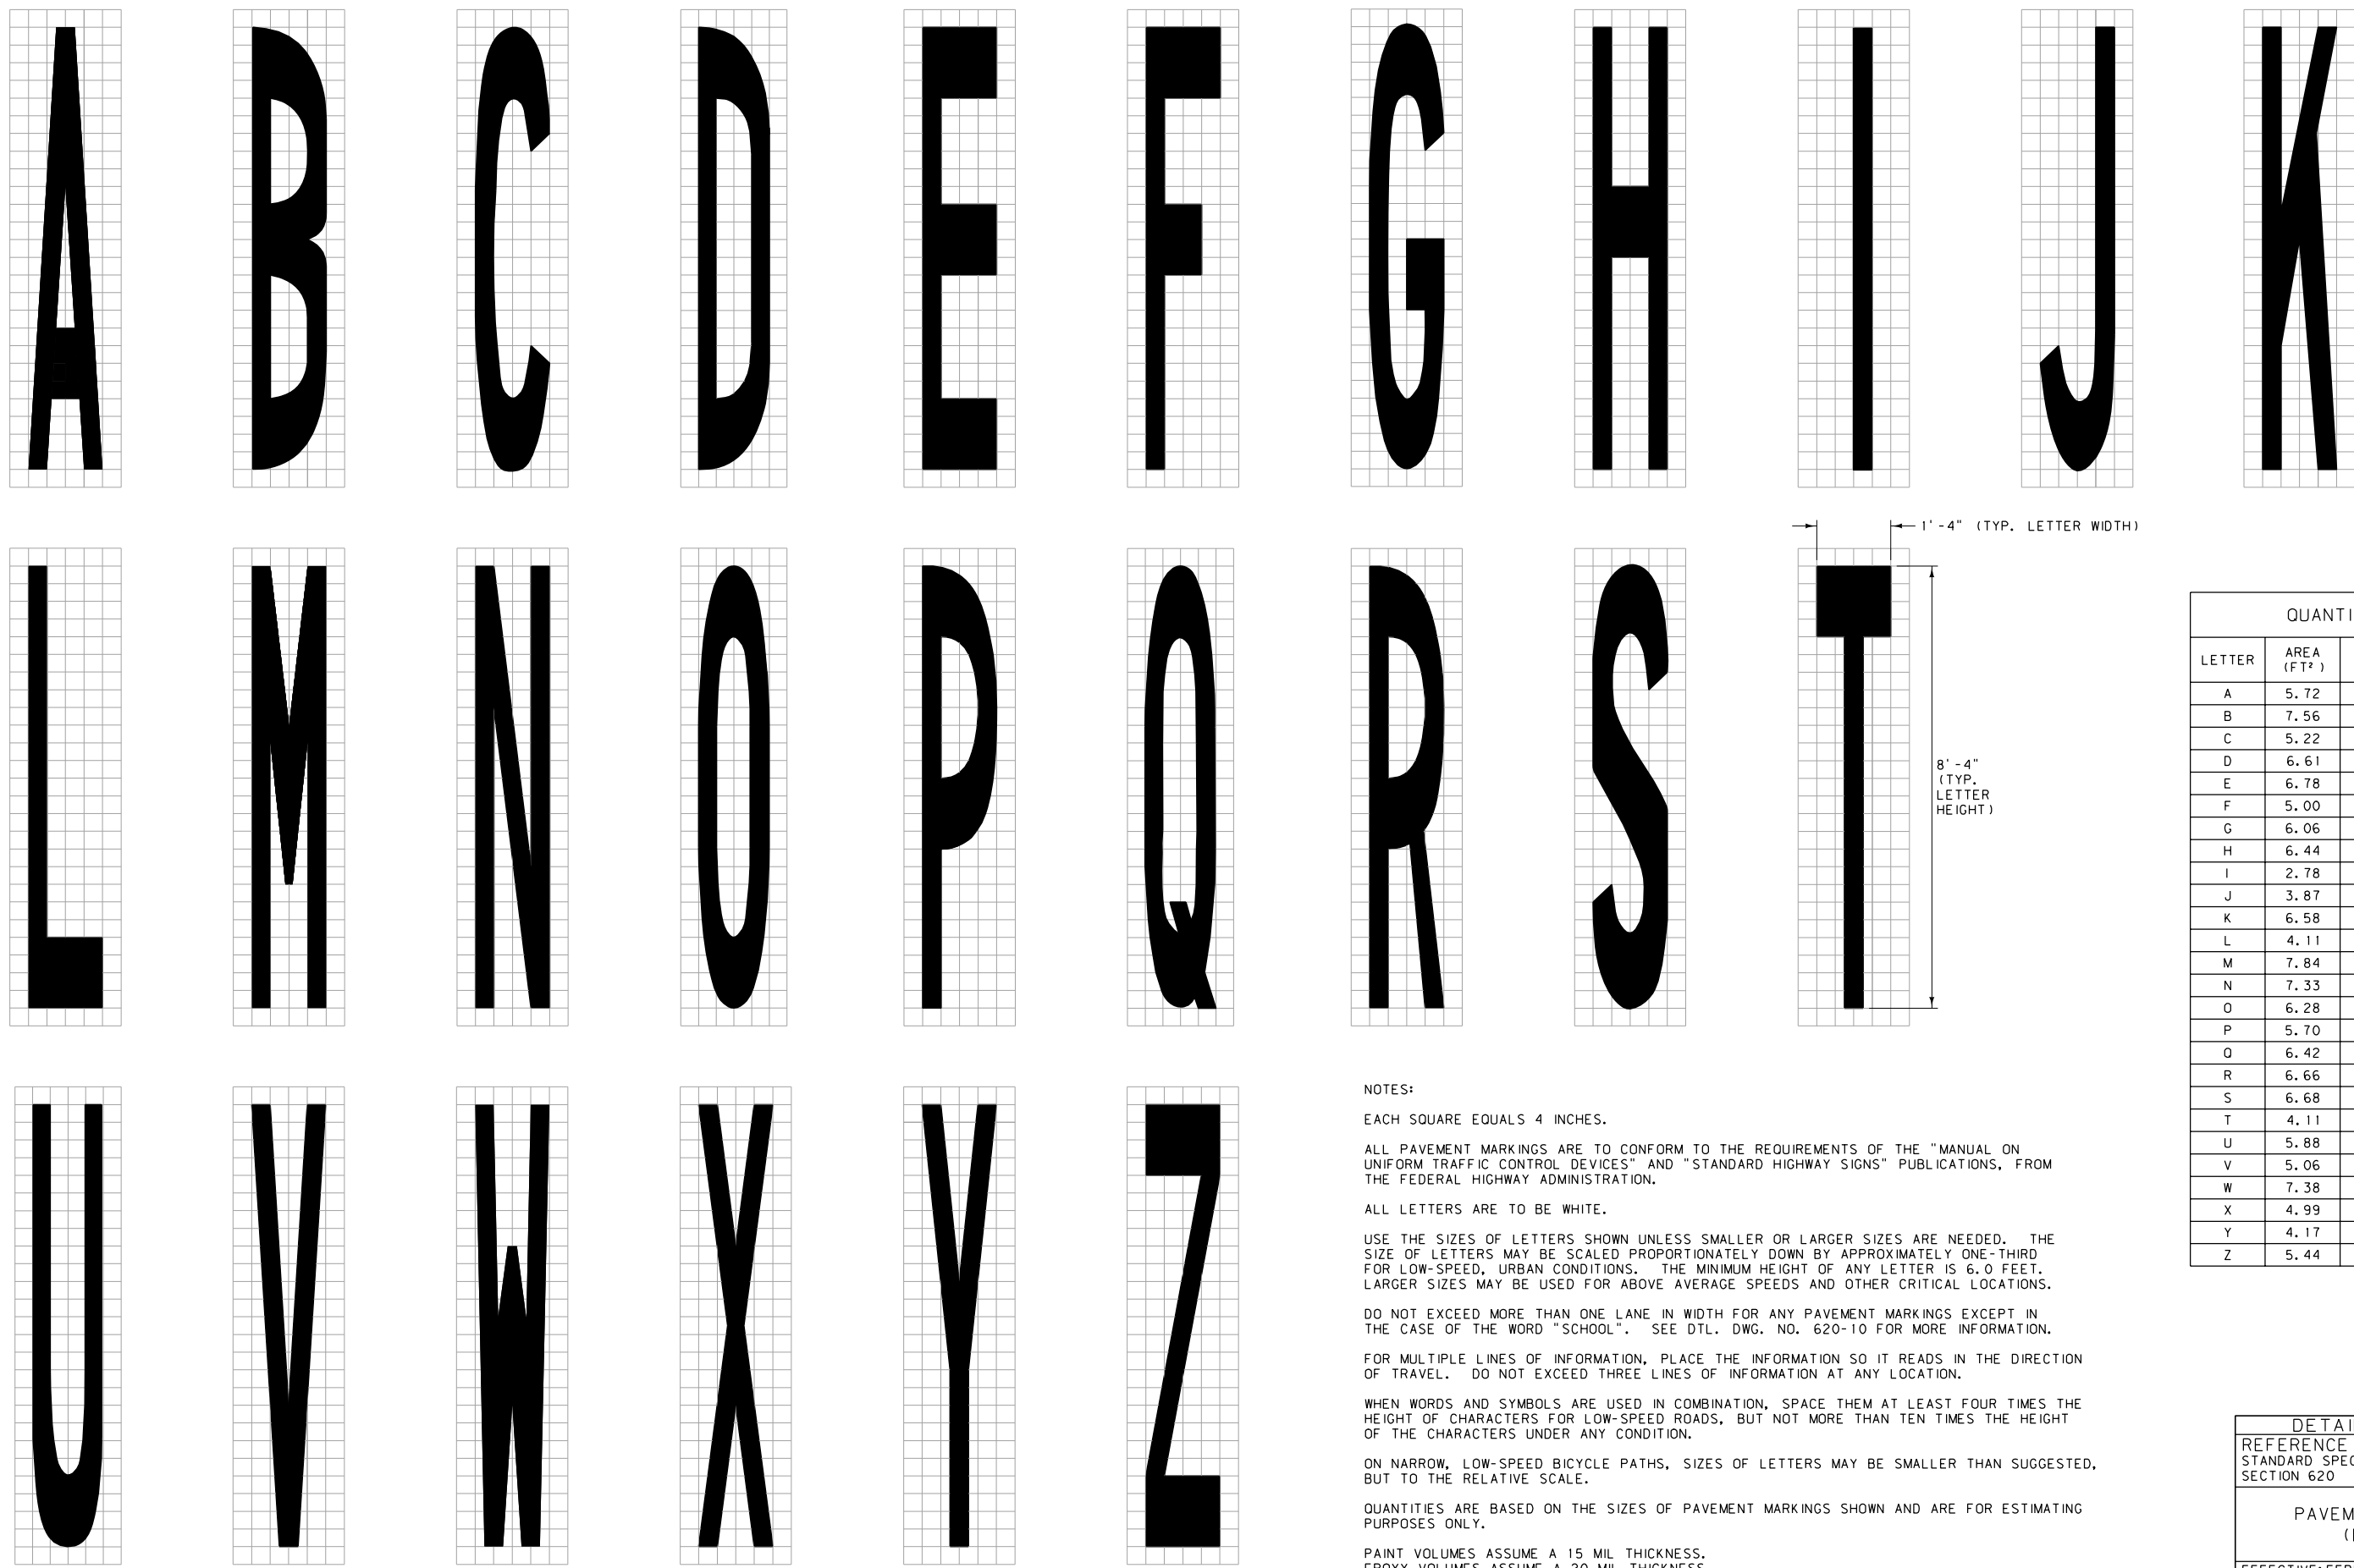 A B C D E F G H I J K
1'-4" (TYP. LETTER WIDTH)
L M N O P Q R S T
8'-4"
(TYP.
LETTER
HEIGHT)
U V W X Y Z
NOTES:
EACH SQUARE EQUALS 4 INCHES.
ALL PAVEMENT MARKINGS ARE TO CONFORM TO THE REQUIREMENTS OF THE "MANUAL ON
UNIFORM TRAFFIC CONTROL DEVICES" AND "STANDARD HIGHWAY SIGNS" PUBLICATIONS, FROM
THE FEDERAL HIGHWAY ADMINISTRATION.
ALL LETTERS ARE TO BE WHITE.
USE THE SIZES OF LETTERS SHOWN UNLESS SMALLER OR LARGER SIZES ARE NEEDED. THE
SIZE OF LETTERS MAY BE SCALED PROPORTIONATELY DOWN BY APPROXIMATELY ONE-THIRD
FOR LOW-SPEED, URBAN CONDITIONS. THE MINIMUM HEIGHT OF ANY LETTER IS 6.0 FEET.
LARGER SIZES MAY BE USED FOR ABOVE AVERAGE SPEEDS AND OTHER CRITICAL LOCATIONS.
DO NOT EXCEED MORE THAN ONE LANE IN WIDTH FOR ANY PAVEMENT MARKINGS EXCEPT IN
THE CASE OF THE WORD "SCHOOL". SEE DTL. DWG. NO. 620-10 FOR MORE INFORMATION.
FOR MULTIPLE LINES OF INFORMATION, PLACE THE INFORMATION SO IT READS IN THE DIRECTION
OF TRAVEL. DO NOT EXCEED THREE LINES OF INFORMATION AT ANY LOCATION.
WHEN WORDS AND SYMBOLS ARE USED IN COMBINATION, SPACE THEM AT LEAST FOUR TIMES THE
HEIGHT OF CHARACTERS FOR LOW-SPEED ROADS, BUT NOT MORE THAN TEN TIMES THE HEIGHT
OF THE CHARACTERS UNDER ANY CONDITION.
ON NARROW, LOW-SPEED BICYCLE PATHS, SIZES OF LETTERS MAY BE SMALLER THAN SUGGESTED,
BUT TO THE RELATIVE SCALE.
QUANTITIES ARE BASED ON THE SIZES OF PAVEMENT MARKINGS SHOWN AND ARE FOR ESTIMATING
PURPOSES ONLY.
PAINT VOLUMES ASSUME A 15 MIL THICKNESS.
EPOXY VOLUMES ASSUME A 20 MIL THICKNESS.
QUANTI
LETTER AREA (FT²)
A 5.72
B 7.56
C 5.22
D 6.61
E 6.78
F 5.00
G 6.06
H 6.44
I 2.78
J 3.87
K 6.58
L 4.11
M 7.84
N 7.33
O 6.28
P 5.70
Q 6.42
R 6.66
S 6.68
T 4.11
U 5.88
V 5.06
W 7.38
X 4.99
Y 4.17
Z 5.44
DETAI
REFERENCE
STANDARD SPEC
SECTION 620
PAVEM